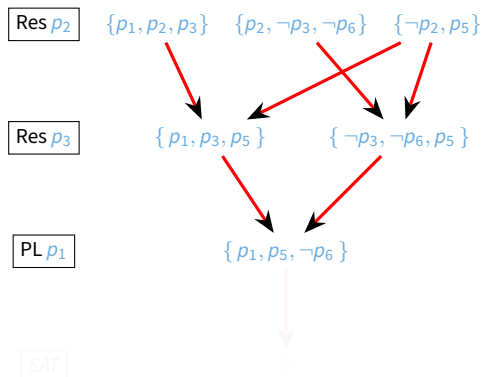 Res p₂ {p₁, p₂, p₃} {p₂, ¬p₃, ¬p₆} {¬p₂, p₅}
Res p₃ { p₁, p₃, p₅ } { ¬p₃, ¬p₆, p₅ }
PL p₁ { p₁, p₅, ¬p₆ }
SAT